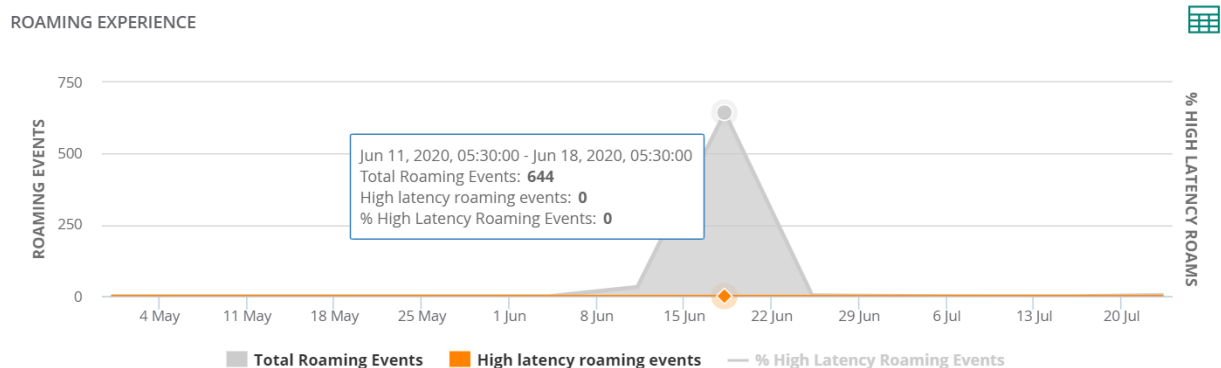 ROAMING EXPERIENCE
750
500
250
0
ROAMING EVENTS
% HIGH LATENCY ROAMS
Jun 11, 2020, 05:30:00 - Jun 18, 2020, 05:30:00
Total Roaming Events: 644
High latency roaming events: 0
% High Latency Roaming Events: 0
4 May 11 May 18 May 25 May 1 Jun 8 Jun 15 Jun 22 Jun 29 Jun 6 Jul 13 Jul 20 Jul
Total Roaming Events High latency roaming events % High Latency Roaming Events